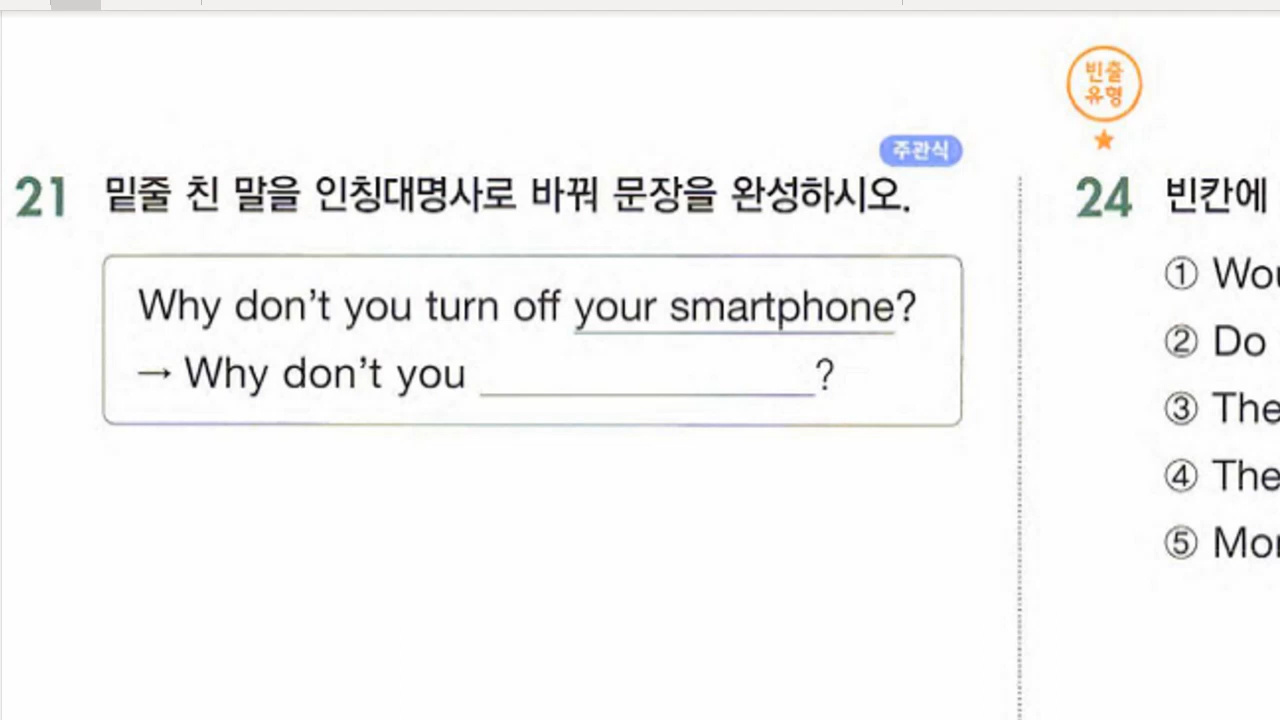 빈출
유형
주관식
21 밑줄 친 말을 인칭대명사로 바꿔 문장을 완성하시오.
Why don't you turn off your smartphone?
→ Why don't you ____________?
24 빈칸에
① Wou
② Do
③ The
④ The
⑤ Mor